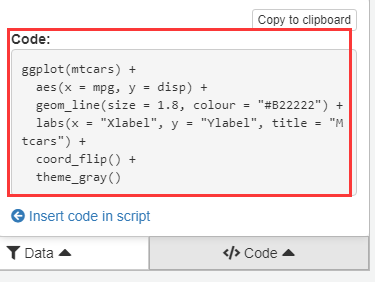 Copy to clipboard
Code:
ggplot(mtcars) +
  aes(x = mpg, y = disp) +
  geom_line(size = 1.8, colour = "#B22222") +
  labs(x = "Xlabel", y = "Ylabel", title = "M
tcars") +
  coord_flip() +
  theme_gray()
Insert code in script
Data
</> Code